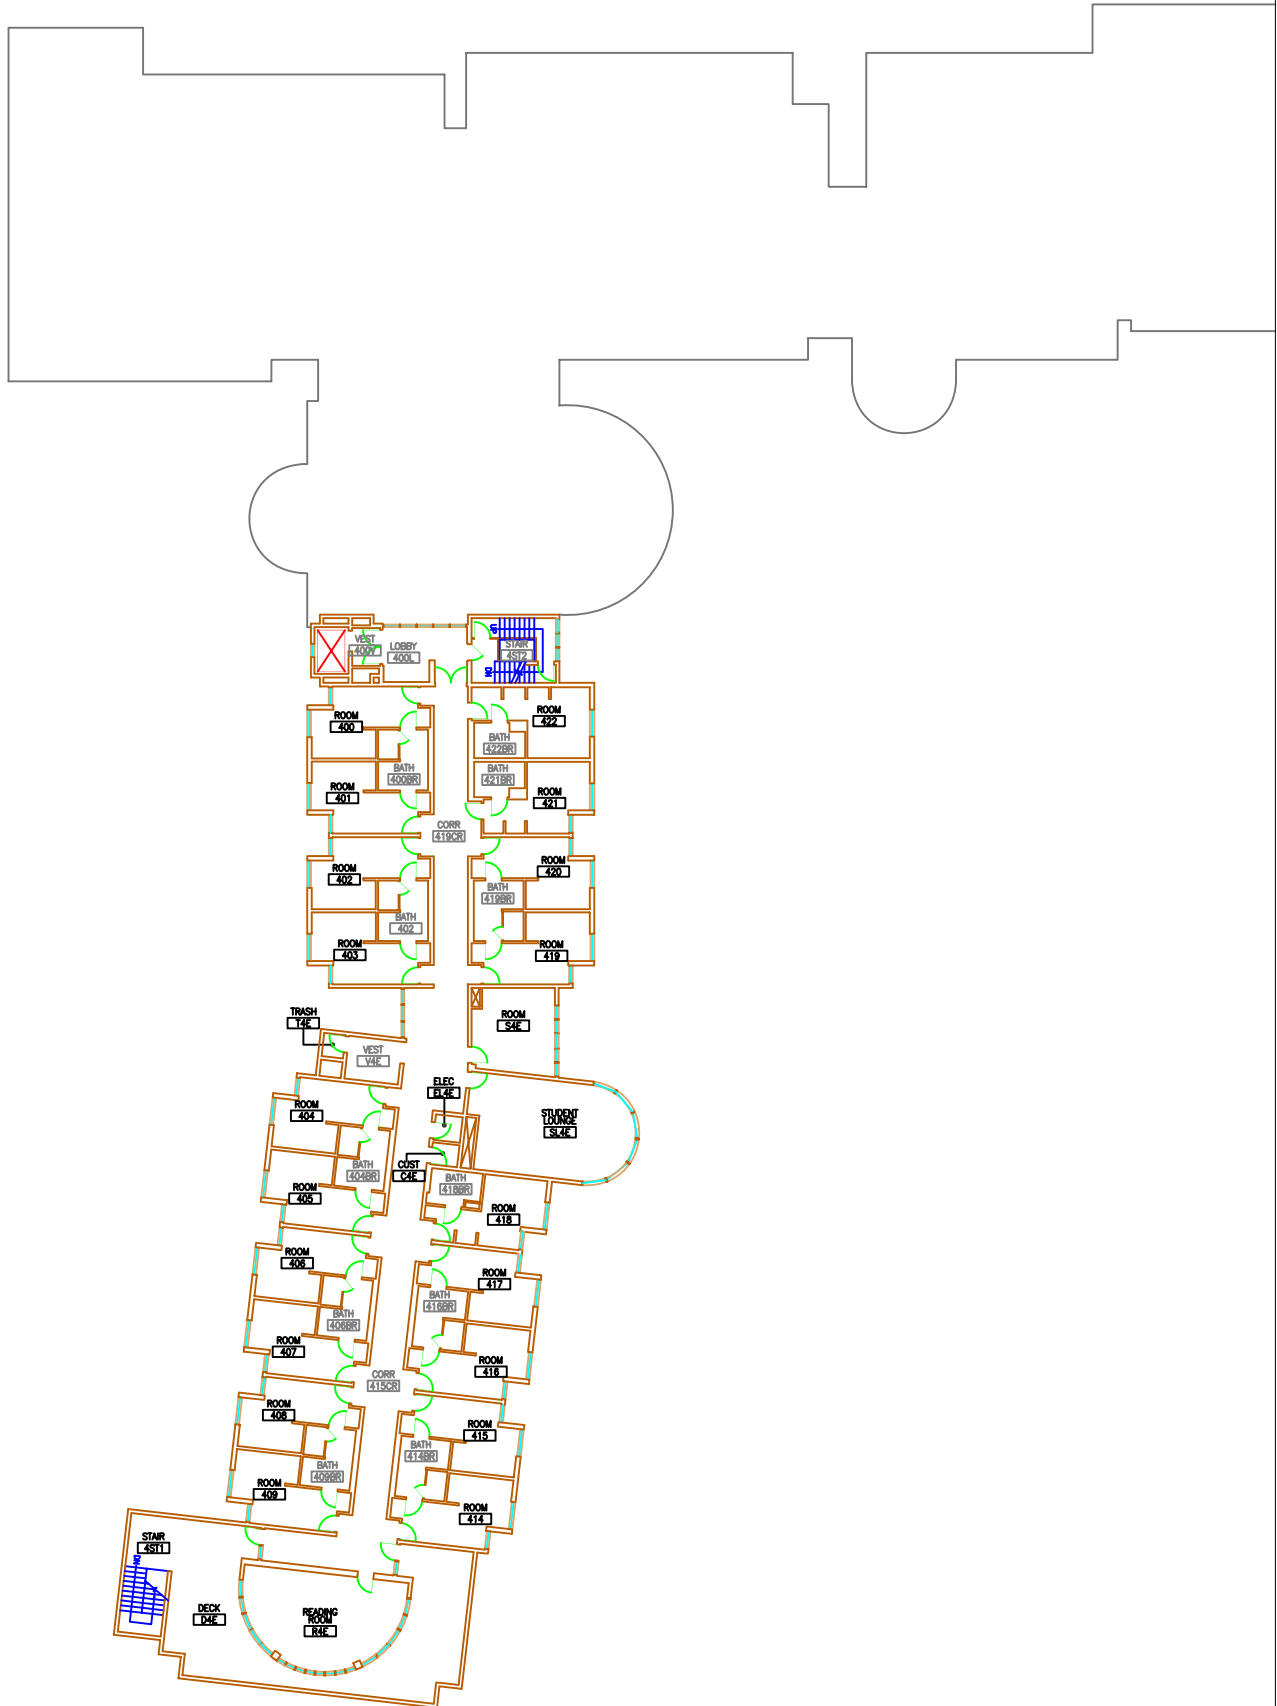 UP
VEST
400V
LOBBY
400L
STAIR
4ST2
DN
ROOM
400
ROOM
422
BATH
422BR
BATH
400BR
BATH
421BR
ROOM
401
ROOM
421
CORR
419CR
ROOM
402
ROOM
420
BATH
419BR
BATH
402
ROOM
403
ROOM
419
TRASH
T4E
ROOM
S4E
VEST
V4E
ELEC
EL4E
ROOM
404
STUDENT
LOUNGE
SL4E
CUST
C4E
BATH
404BR
BATH
418BR
ROOM
405
ROOM
418
ROOM
406
ROOM
417
BATH
416BR
BATH
406BR
ROOM
407
ROOM
416
CORR
415CR
ROOM
408
ROOM
415
BATH
414BR
BATH
409BR
ROOM
409
ROOM
414
STAIR
4ST1
DN
DECK
D4E
READING
ROOM
R4E